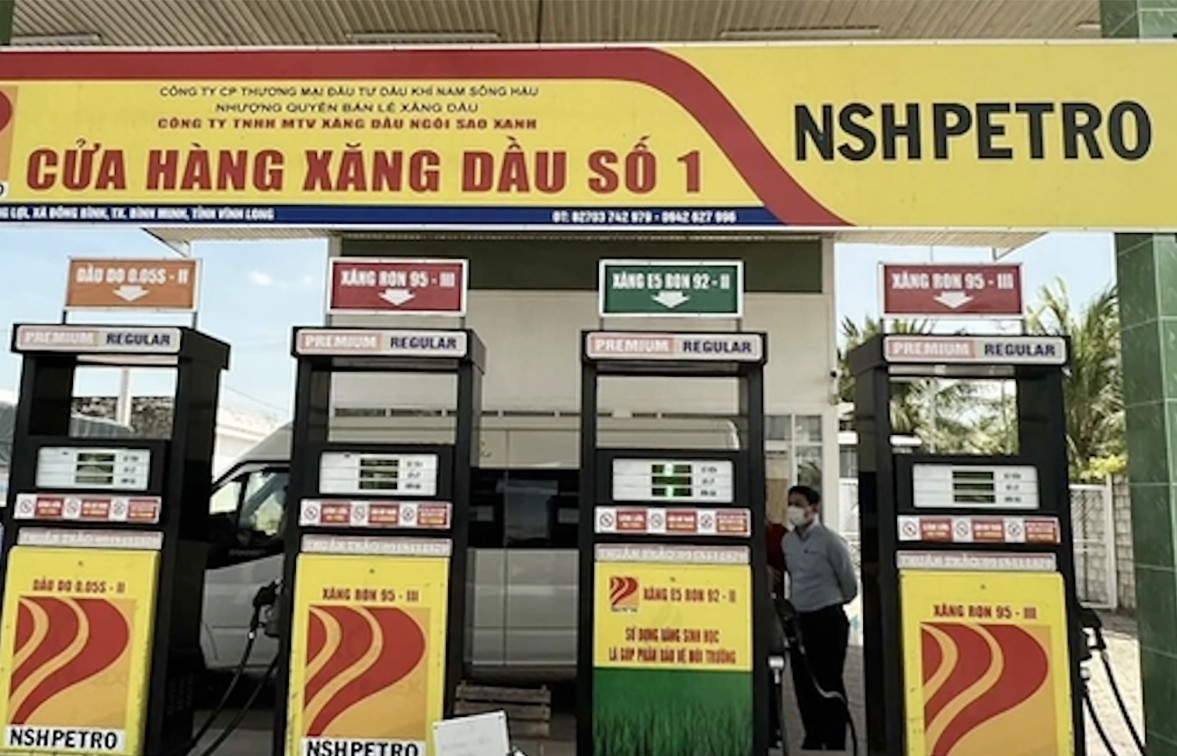 CÔNG TY CP THƯƠNG MẠI ĐẦU TƯ DẦU KHÍ NAM SÔNG HẬU
NHƯỢNG QUYỀN BÁN LẺ XĂNG DẦU
CÔNG TY TNHH MTV XĂNG DẦU NGÔI SAO XANH
CỬA HÀNG XĂNG DẦU SỐ 1
NSHPETRO
LỢI, XÃ ĐÔNG BÌNH, TX. BÌNH MINH, TỈNH VĨNH LONG
ĐT: 02703 742 979 - 0942 627 996
DẦU DO 0.05S - II
XĂNG RON 95 - III
XĂNG E5 RON 92 - II
XĂNG RON 95 - III
PREMIUM REGULAR
PREMIUM REGULAR
PREMIUM REGULAR
PREMIUM REGULAR
DẦU DO 0.05S - II
NSHPETRO
XĂNG RON 95 - III
NSHPETRO
XĂNG E5 RON 92 - II
SỬ DỤNG XĂNG SINH HỌC
LÀ GÓP PHẦN BẢO VỆ MÔI TRƯỜNG
XĂNG RON 95 - III